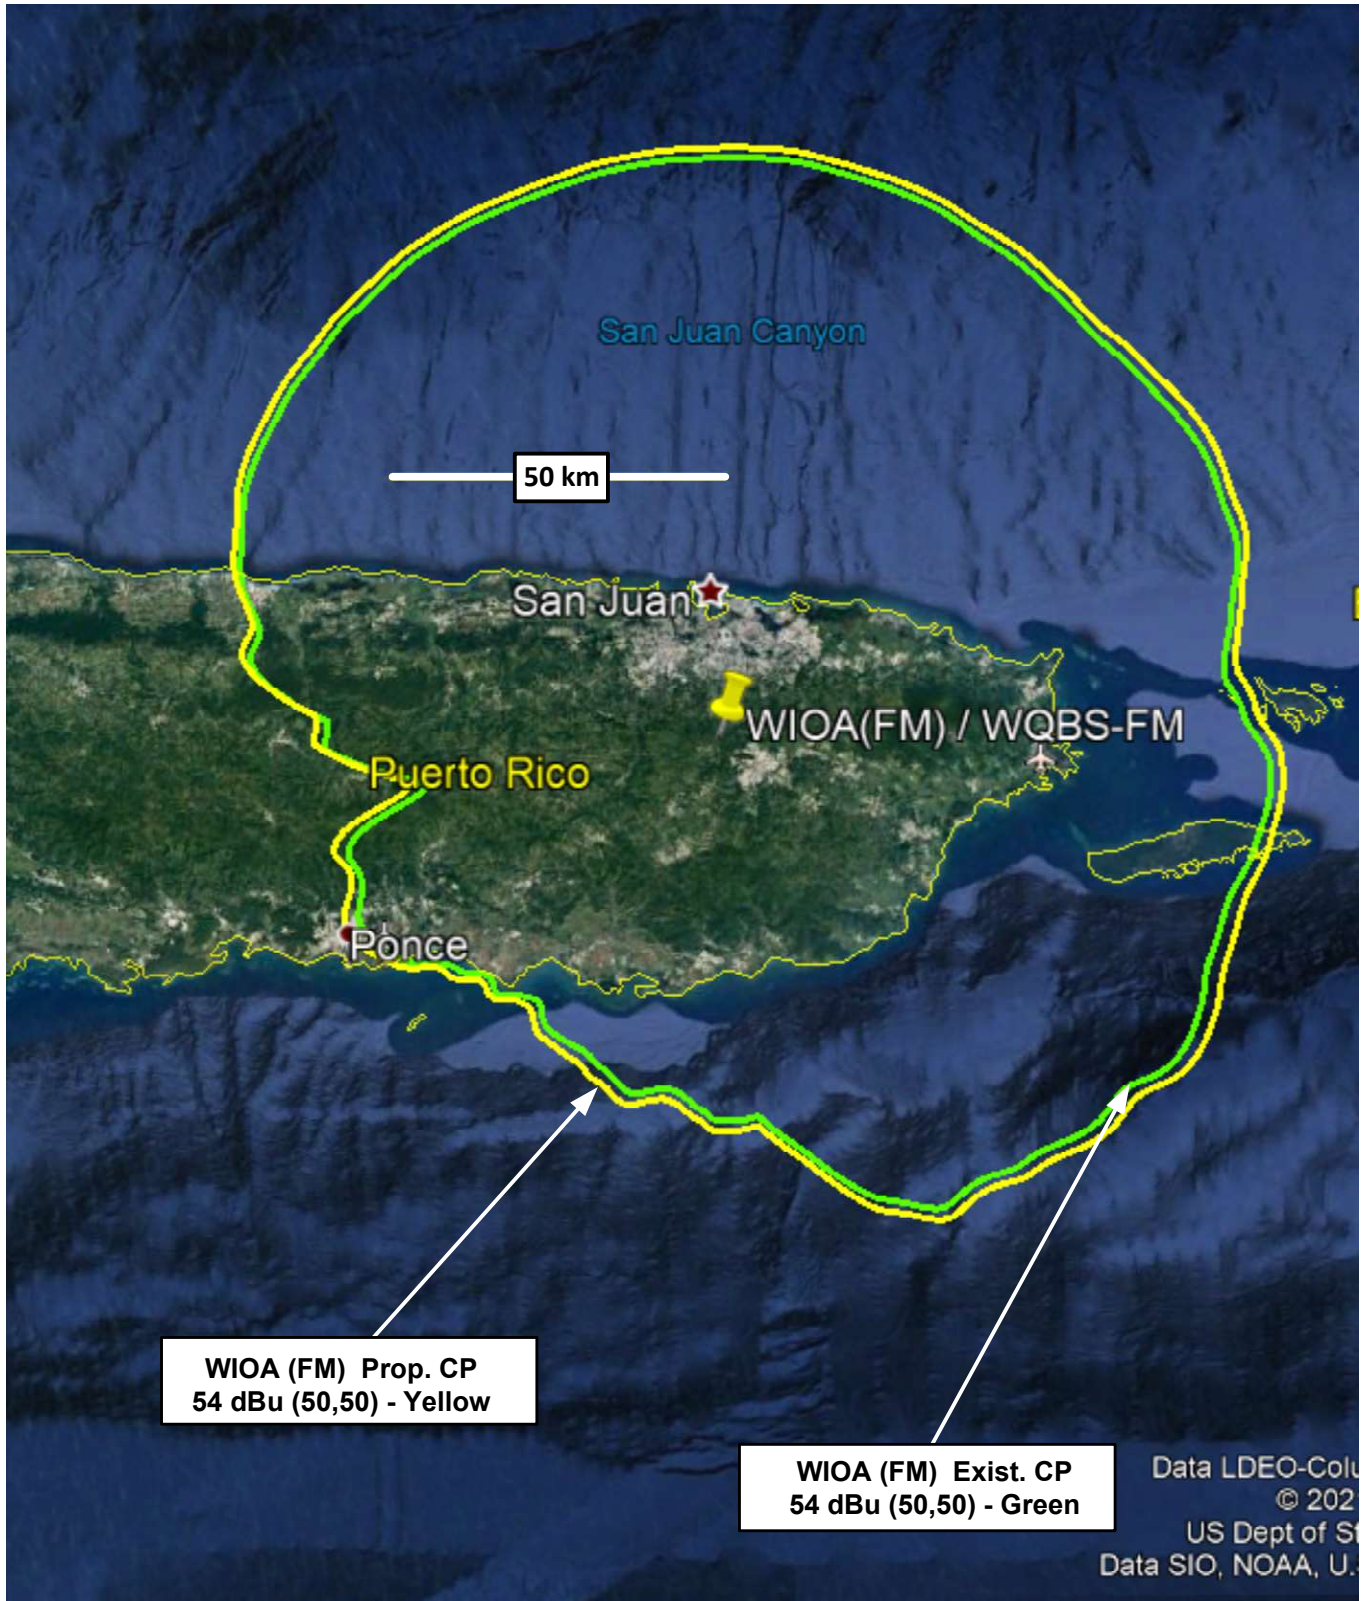 San Juan Canyon
50 km
San Juan
WIOA(FM) / WQBS-FM
Puerto Rico
Ponce
WIOA (FM) Prop. CP
54 dBu (50,50) - Yellow
WIOA (FM) Exist. CP
54 dBu (50,50) - Green
Data LDEO-Colu
© 202
US Dept of St
Data SIO, NOAA, U.